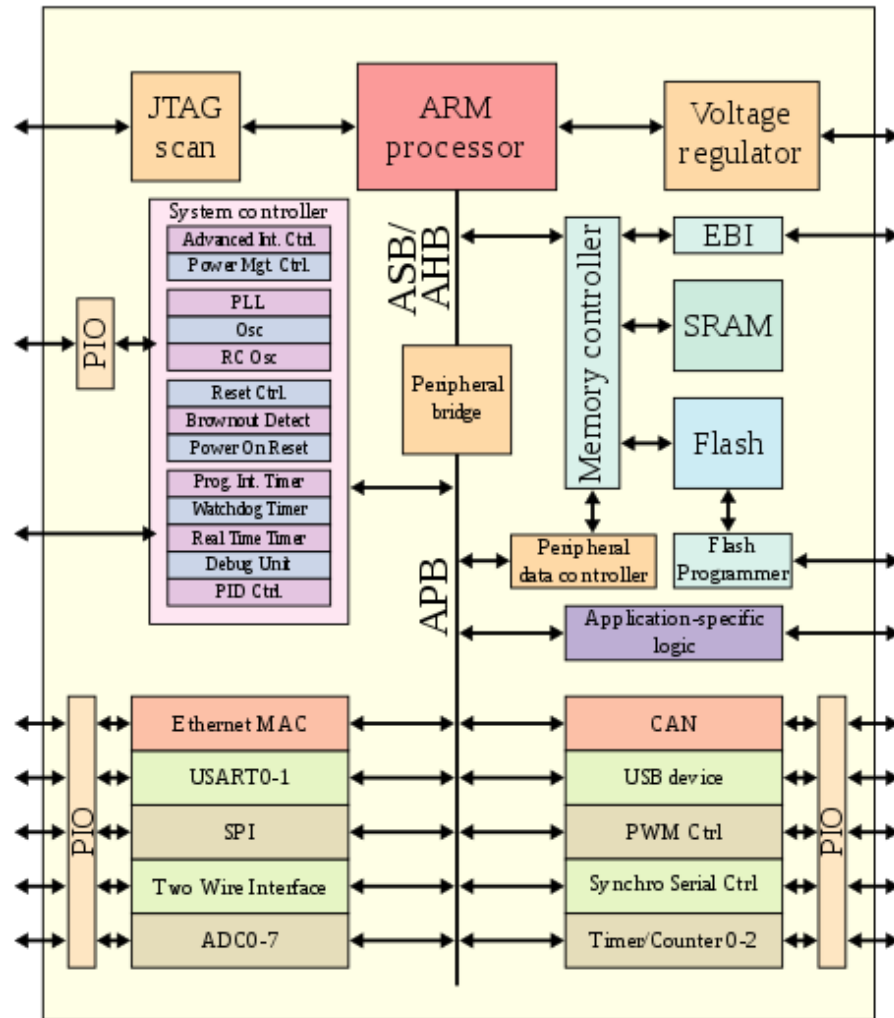 JTAG
scan
ARM
processor
Voltage
regulator
System controller
Advanced Int. Ctrl.
Power Mgt. Ctrl.
PLL
Osc
RC Osc
Reset Ctrl.
Brownout Detect
Power On Reset
Prog. Int. Timer
Watchdog Timer
Real Time Timer
Debug Unit
PID Ctrl.
PIO
ASB/
AHB
Peripheral
bridge
APB
Memory controller
EBI
SRAM
Flash
Peripheral
data controller
Flash
Programmer
Application-specific
logic
PIO
Ethernet MAC
USART0-1
SPI
Two Wire Interface
ADC0-7
CAN
USB device
PWM Ctrl
Synchro Serial Ctrl
Timer/Counter 0-2
PIO